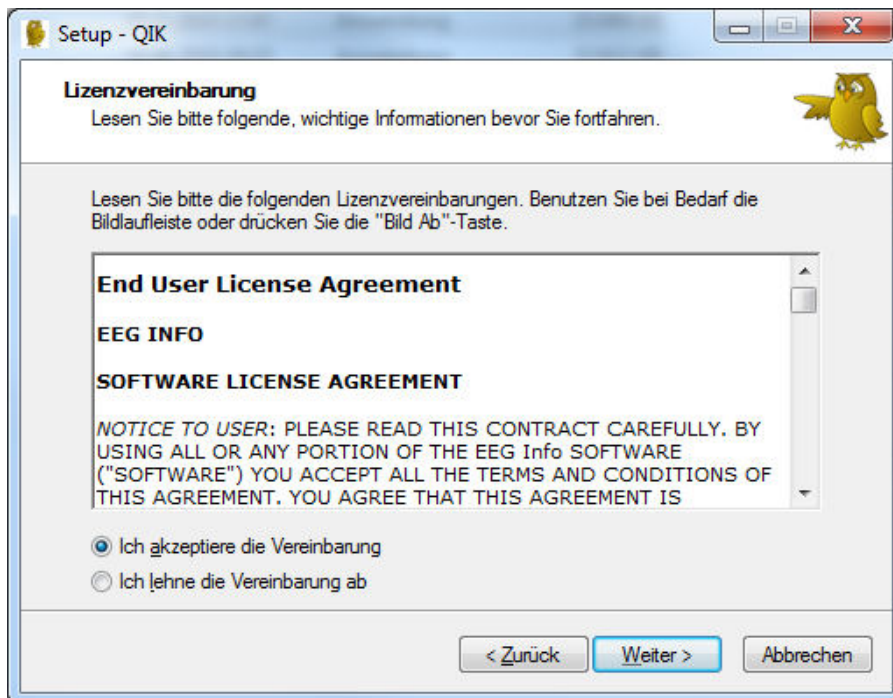 Setup - QIK
Lizenzvereinbarung
Lesen Sie bitte folgende, wichtige Informationen bevor Sie fortfahren.
Lesen Sie bitte die folgenden Lizenzvereinbarungen. Benutzen Sie bei Bedarf die
Bildlaufleiste oder drücken Sie die "Bild Ab"-Taste.
End User License Agreement
EEG INFO
SOFTWARE LICENSE AGREEMENT
NOTICE TO USER: PLEASE READ THIS CONTRACT CAREFULLY. BY
USING ALL OR ANY PORTION OF THE EEG Info SOFTWARE
("SOFTWARE") YOU ACCEPT ALL THE TERMS AND CONDITIONS OF
THIS AGREEMENT. YOU AGREE THAT THIS AGREEMENT IS
Ich akzeptiere die Vereinbarung
Ich lehne die Vereinbarung ab
< Zurück
Weiter >
Abbrechen